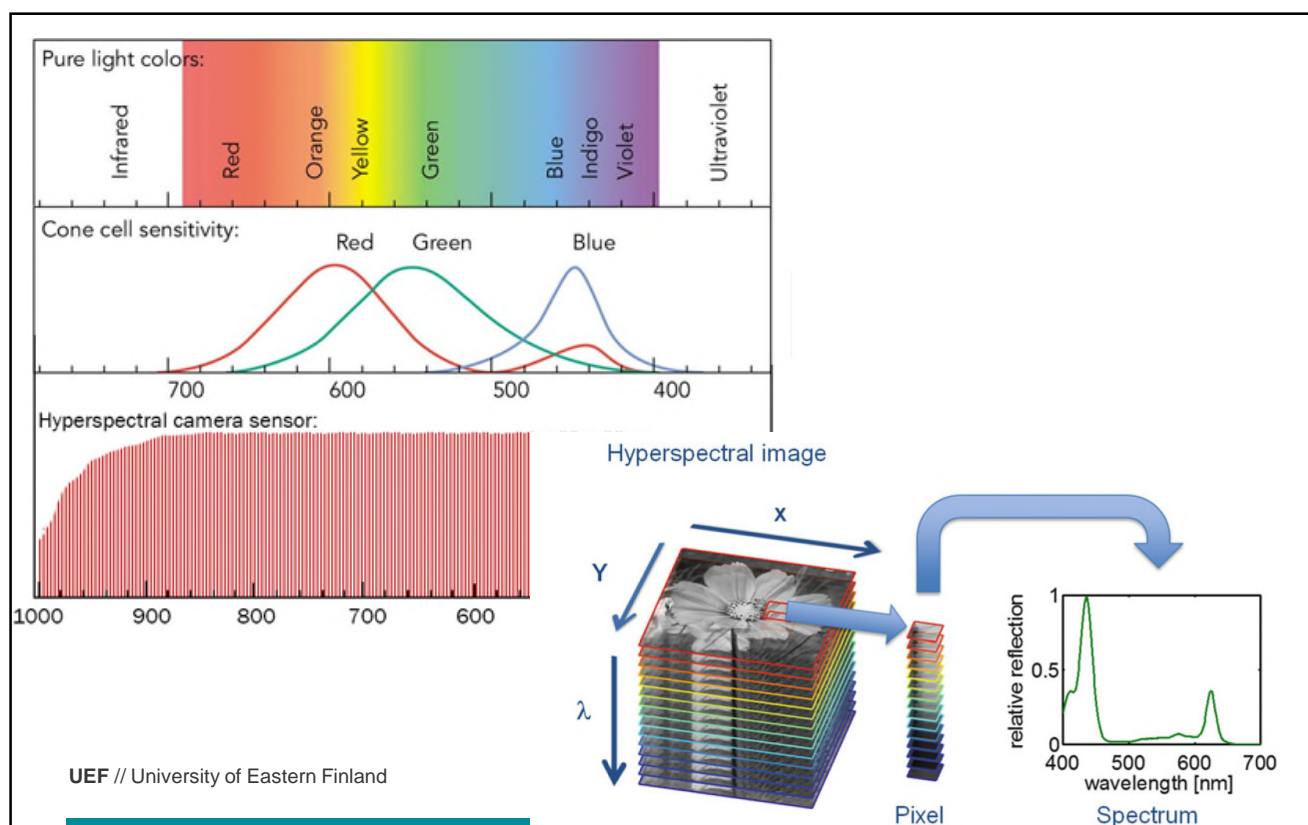 Pure light colors:
Infrared
Red
Orange
Yellow
Green
Blue
Indigo
Violet
Ultraviolet
Cone cell sensitivity:
Red Green Blue
700 600 500 400
Hyperspectral camera sensor:
1000 900 800 700 600
Hyperspectral image
X
Y
λ
relative reflection
1
0.5
0
400 500 600 700
wavelength [nm]
Pixel Spectrum
UEF // University of Eastern Finland